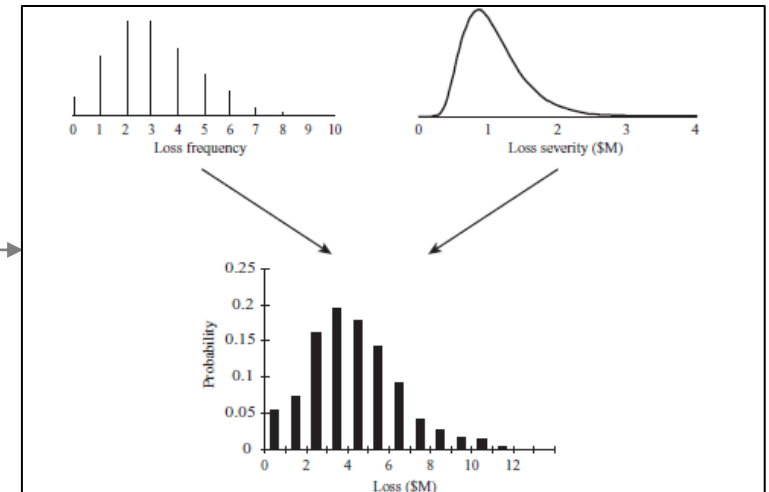 0 1 2 3 4 5 6 7 8 9 10
Loss frequency
0 1 2 3 4
Loss severity ($M)
0.25
0.2
0.15
0.1
0.05
0
Probability
0 2 4 6 8 10 12
Loss ($M)